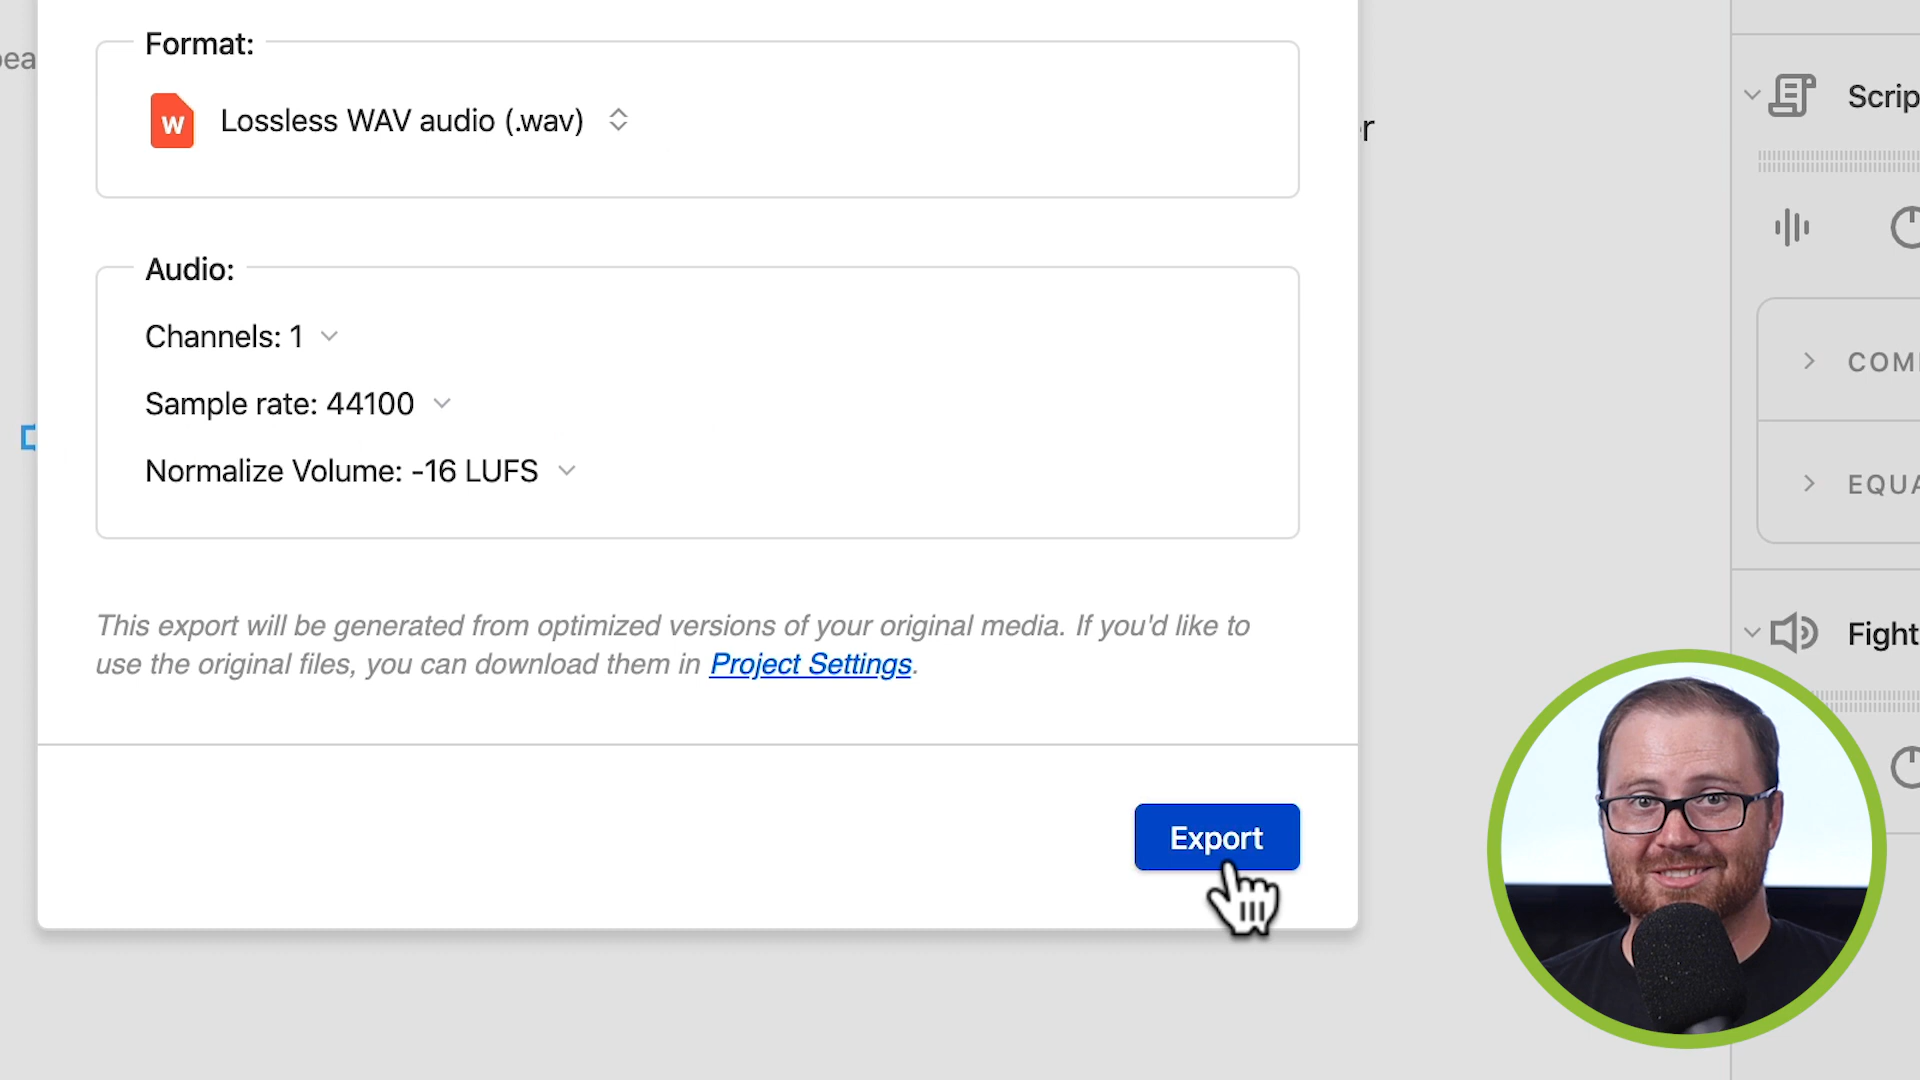 Format:
W Lossless WAV audio (.wav)
Audio:
Channels: 1
Sample rate: 44100
Normalize Volume: -16 LUFS
This export will be generated from optimized versions of your original media. If you'd like to
use the original files, you can download them in Project Settings.
Export
Scrip
COM
EQUA
Fight